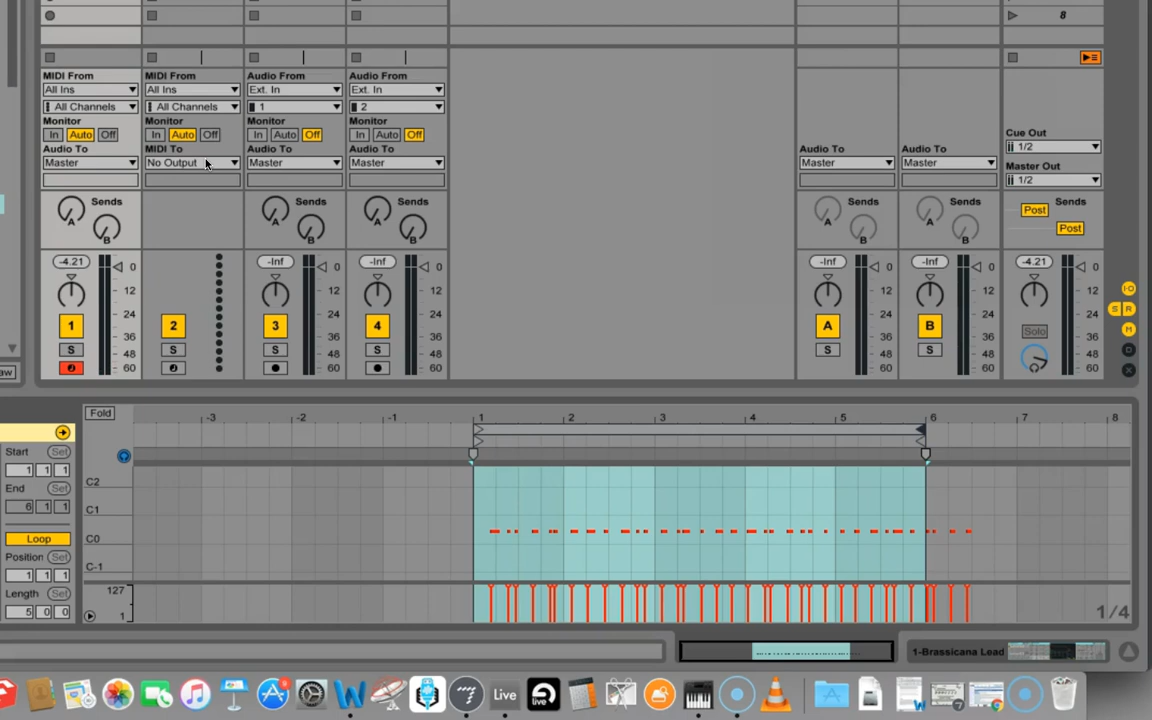 8
MIDI From MIDI From Audio From Audio From
All Ins All Ins Ext. In Ext. In
All Channels All Channels 1 2
Monitor Monitor Monitor Monitor Cue Out
In Auto Off In Auto Off In Auto Off In Auto Off 1/2
Audio To MIDI To Audio To Audio To Audio To Audio To Master Out
Master No Output Master Master Master Master 1/2
Sends Sends Sends Sends Sends Sends
A B A B A B A B A B Post Post
-4.21 -Inf -Inf -Inf -Inf -4.21
0 0 0 0 0 0
12 12 12 12 12 12
24 24 24 24 24 24
1 2 3 4 A B
36 36 36 36 36 36
S S S S S S Solo
48 48 48 48 48 48
60 60 60 60 60 60
S R
M
D
X
aw
Fold -3 -2 -1 1 2 3 4 5 6 7 8
Start Set
1 1 1
End Set
6 1 1
Loop
Position Set
1 1 1
Length Set
5 0 0
C2
C1
C0
C-1
127
1
1/4
1-Brassicana Lead
Live
live
7